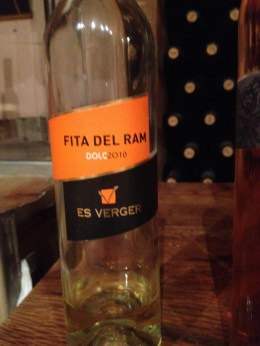 FITA DEL RAM
DOLÇ 2010
ES VERGER